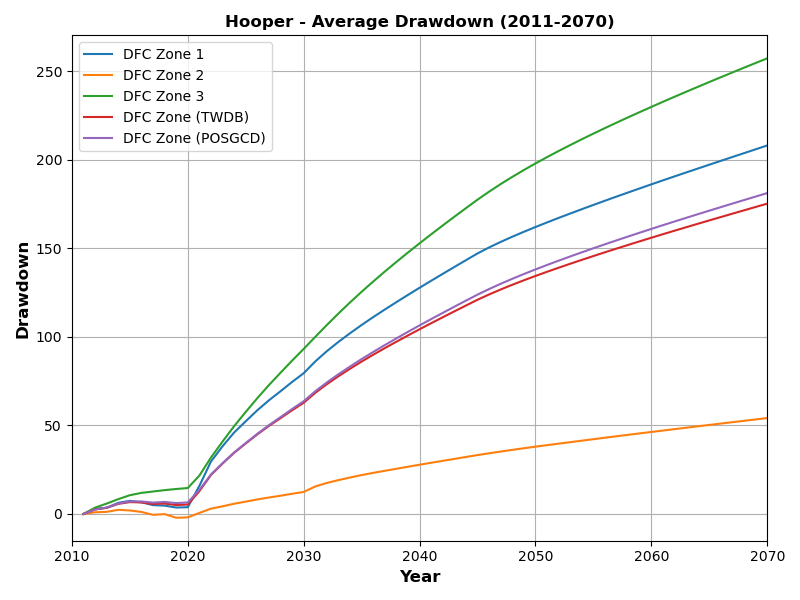 Hooper - Average Drawdown (2011-2070)
DFC Zone 1
DFC Zone 2
DFC Zone 3
DFC Zone (TWDB)
DFC Zone (POSGCD)
Drawdown
250
200
150
100
50
0
2010 2020 2030 2040 2050 2060 2070
Year